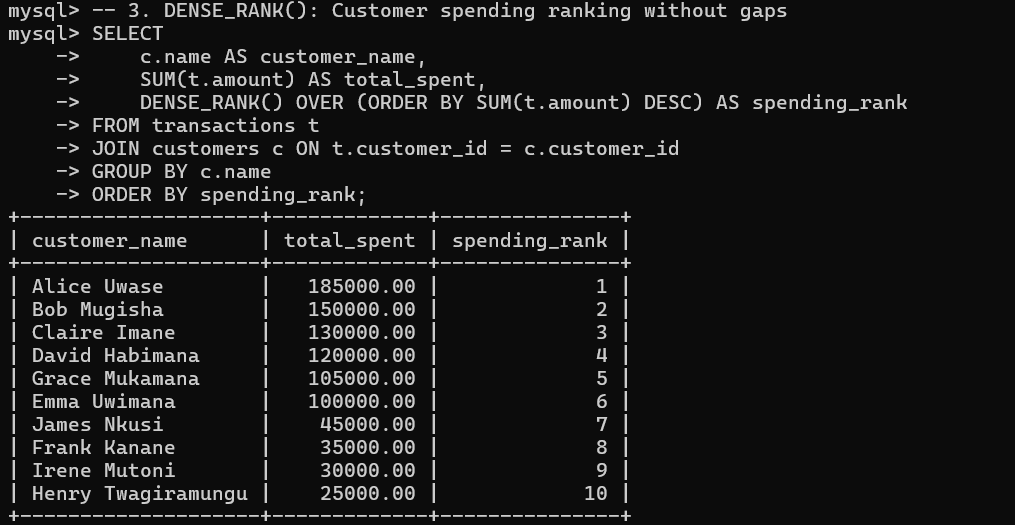 mysql> -- 3. DENSE_RANK(): Customer spending ranking without gaps
mysql> SELECT
    ->     c.name AS customer_name,
    ->     SUM(t.amount) AS total_spent,
    ->     DENSE_RANK() OVER (ORDER BY SUM(t.amount) DESC) AS spending_rank
    -> FROM transactions t
    -> JOIN customers c ON t.customer_id = c.customer_id
    -> GROUP BY c.name
    -> ORDER BY spending_rank;
+-------------------+-------------+---------------+
| customer_name      | total_spent | spending_rank |
+-------------------+-------------+---------------+
| Alice Uwase        |   185000.00 |             1 |
| Bob Mugisha        |   150000.00 |             2 |
| Claire Imane       |   130000.00 |             3 |
| David Habimana     |   120000.00 |             4 |
| Grace Mukamana     |   105000.00 |             5 |
| Emma Uwimana       |   100000.00 |             6 |
| James Nkusi        |    45000.00 |             7 |
| Frank Kanane       |    35000.00 |             8 |
| Irene Mutoni       |    30000.00 |             9 |
| Henry Twagiramungu |    25000.00 |            10 |
+-------------------+-------------+---------------+